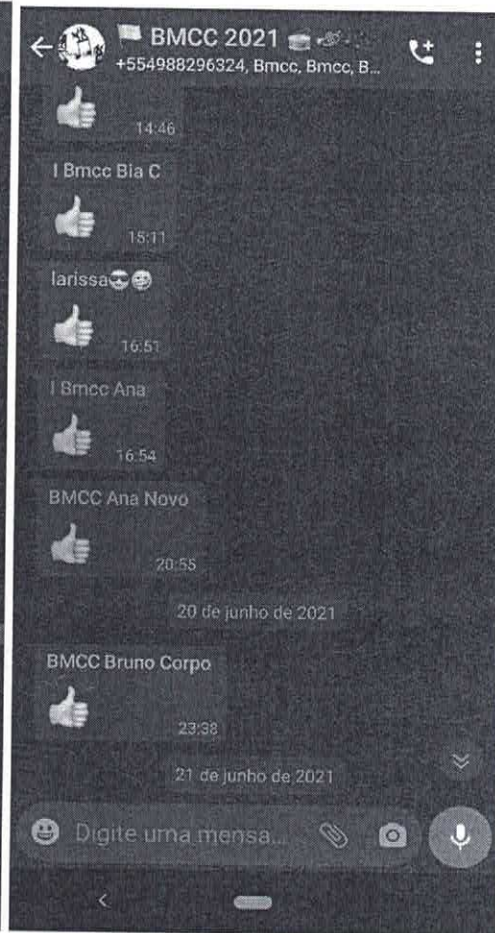 BMCC 2021
+554988296324, Bmcc, Bmcc, B...
14:46
I Bmcc Bia C
15:11
larissa
16:51
I Bmcc Ana
16:54
BMCC Ana Novo
20:55
20 de junho de 2021
BMCC Bruno Corpo
23:38
21 de junho de 2021
Digite uma mensa...